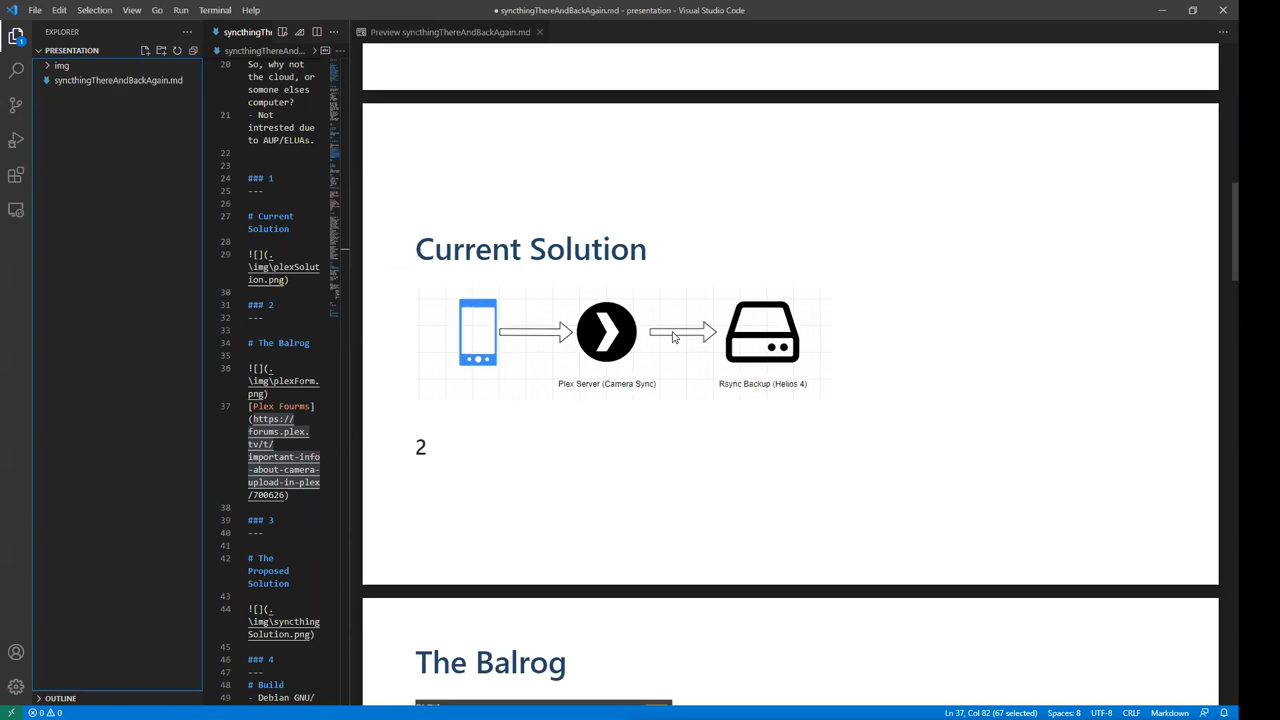 File Edit Selection View Go Run Terminal Help
● syncthingThereAndBackAgain.md - presentation - Visual Studio Code
EXPLORER
PRESENTATION
img
syncthingThereAndBackAgain.md
OUTLINE
syncthingTh
syncthingThereAnd...
20 So, why not
the cloud, or
somone elses
computer?
21 - Not
intrested due
to AUP/ELUAs.
22
23
24 ### 1
25 ---
26
27 # Current
Solution
28
29 ![](.
\img\plexSolut
ion.png)
30
31 ### 2
32 ---
33
34 # The Balrog
35
36 ![](.
\img\plexForm.
png)
37 [Plex Fourms]
(https://
forums.plex.
tv/t/
important-info
-about-camera-
upload-in-plex
/700626)
38
39 ### 3
40 ---
41
42 # The
Proposed
Solution
43
44 ![](.
\img\syncthing
Solution.png)
45
46 ### 4
47 ---
48 # Build
49 - Debian GNU/
Preview syncthingThereAndBackAgain.md
Current Solution
Plex Server (Camera Sync)
Rsync Backup (Helios 4)
2
The Balrog
0 0
Ln 37, Col 82 (67 selected) Spaces: 8 UTF-8 CRLF Markdown